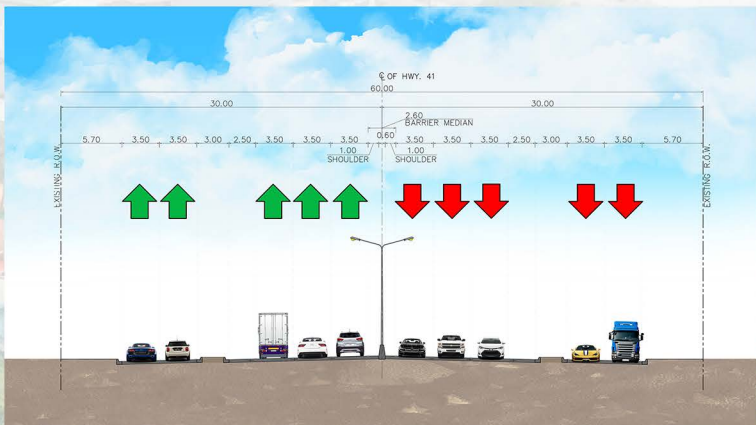 ℄ OF HWY. 41
60.00
30.00 30.00
2.60
BARRIER MEDIAN
0.60
5.70 3.50 3.50 3.00 2.50 3.50 3.50 3.50 3.50 3.50 3.50 2.50 3.00 3.50 3.50 5.70
1.00 1.00
SHOULDER SHOULDER
EXISTING R.O.W.
EXISTING R.O.W.